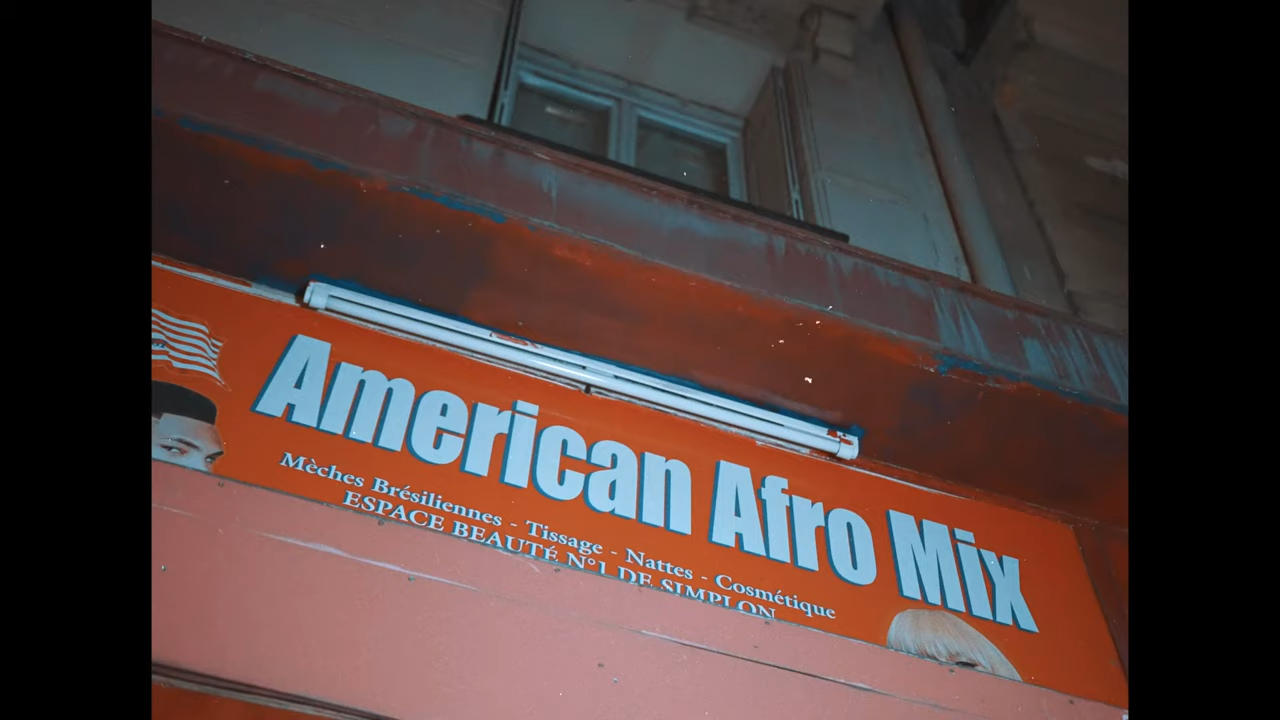 American Afro Mix
Mèches Brésiliennes - Tissage - Nattes - Cosmétique
ESPACE BEAUTÉ N°1 DE SIMPLON